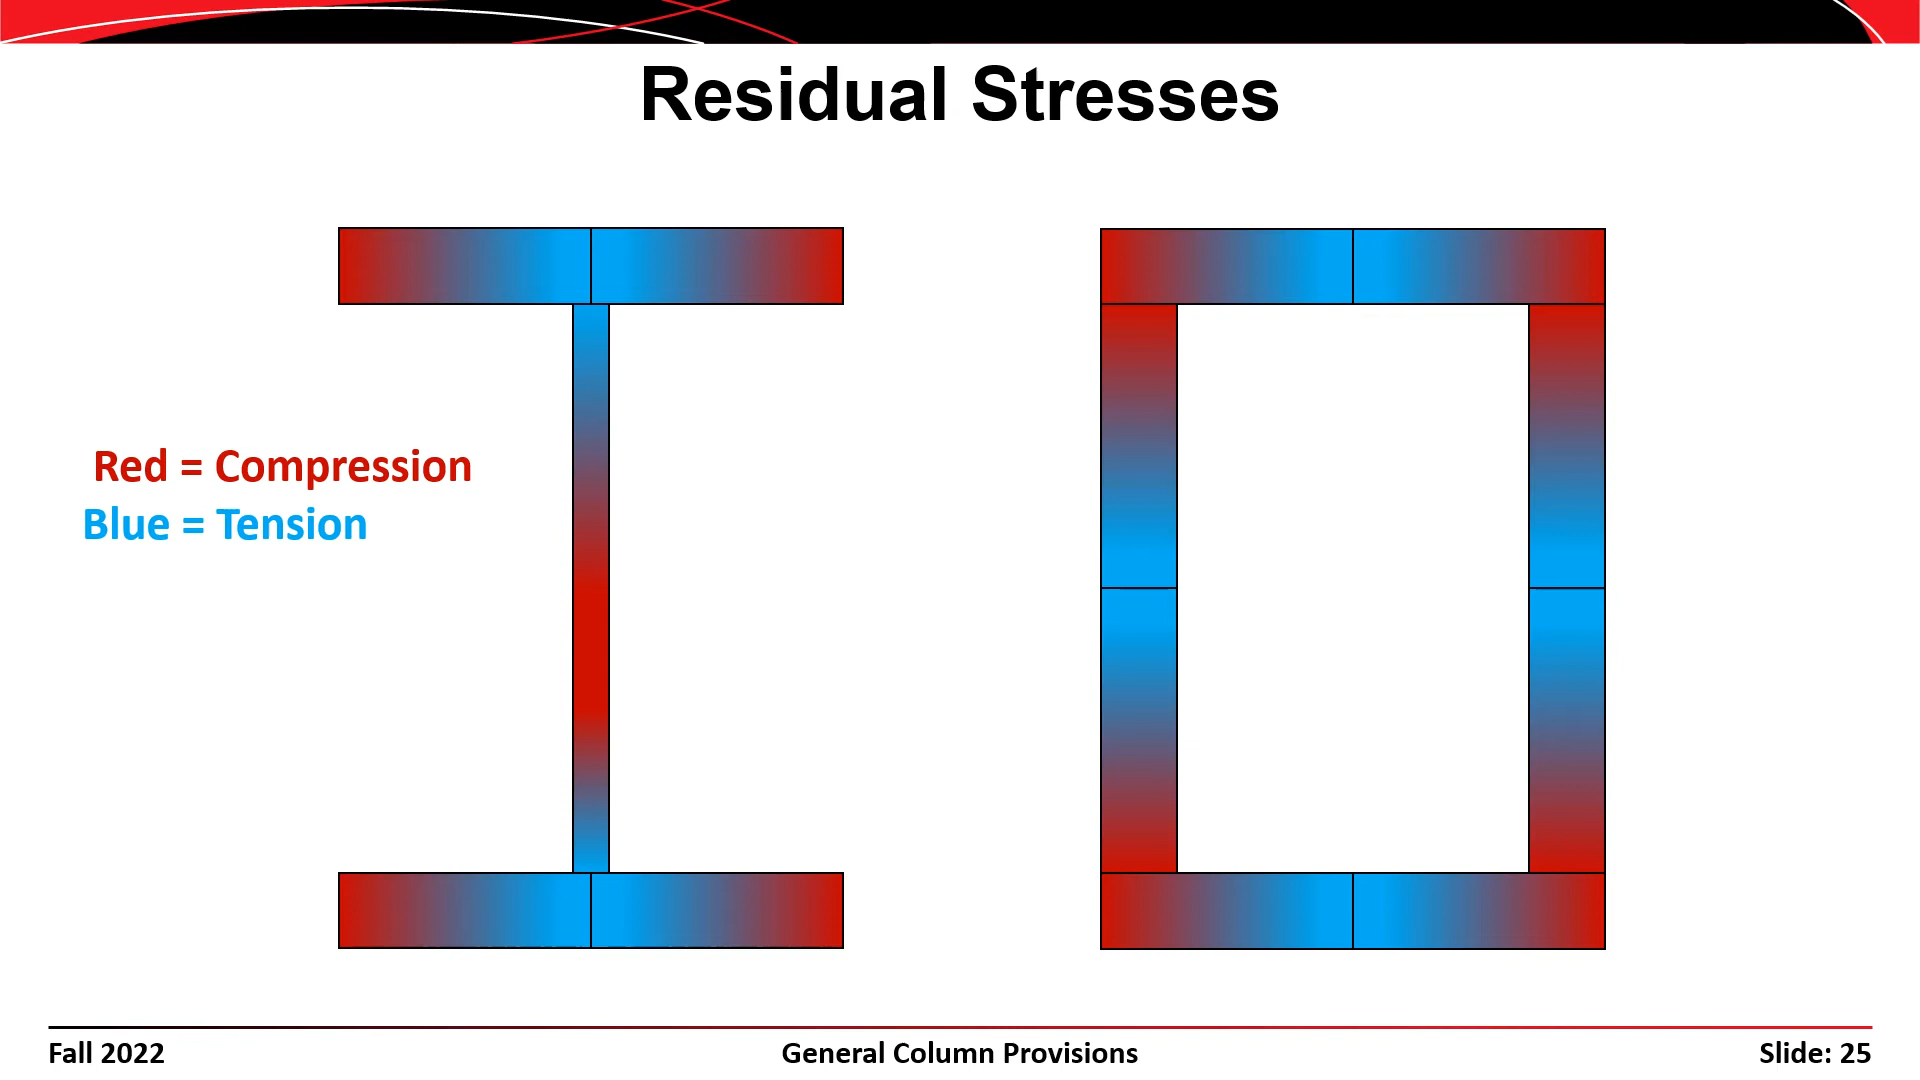 Residual Stresses
Red = Compression
Blue = Tension
Fall 2022
General Column Provisions
Slide: 25